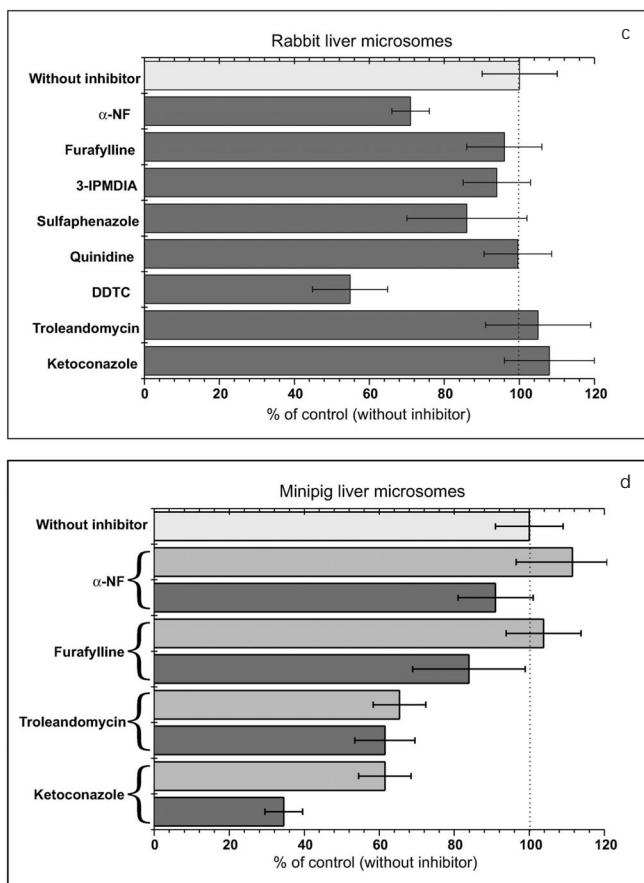 c
Rabbit liver microsomes
Without inhibitor
α-NF
Furafylline
3-IPMDIA
Sulfaphenazole
Quinidine
DDTC
Troleandomycin
Ketoconazole
0 20 40 60 80 100 120
% of control (without inhibitor)
d
Minipig liver microsomes
Without inhibitor
α-NF
Furafylline
Troleandomycin
Ketoconazole
0 20 40 60 80 100 120
% of control (without inhibitor)